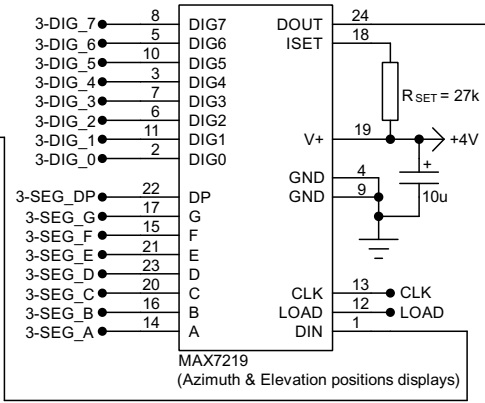 3-DIG_7 8 DIG7 DOUT 24
3-DIG_6 5 DIG6 ISET 18
3-DIG_5 10 DIG5
3-DIG_4 3 DIG4
3-DIG_3 7 DIG3 RSET = 27k
3-DIG_2 6 DIG2
3-DIG_1 11 DIG1 V+ 19 +4V
3-DIG_0 2 DIG0
GND 4 +
3-SEG_DP 22 DP GND 9 10u
3-SEG_G 17 G
3-SEG_F 15 F
3-SEG_E 21 E
3-SEG_D 23 D
3-SEG_C 20 C CLK 13 CLK
3-SEG_B 16 B LOAD 12 LOAD
3-SEG_A 14 A DIN 1
MAX7219
(Azimuth & Elevation positions displays)